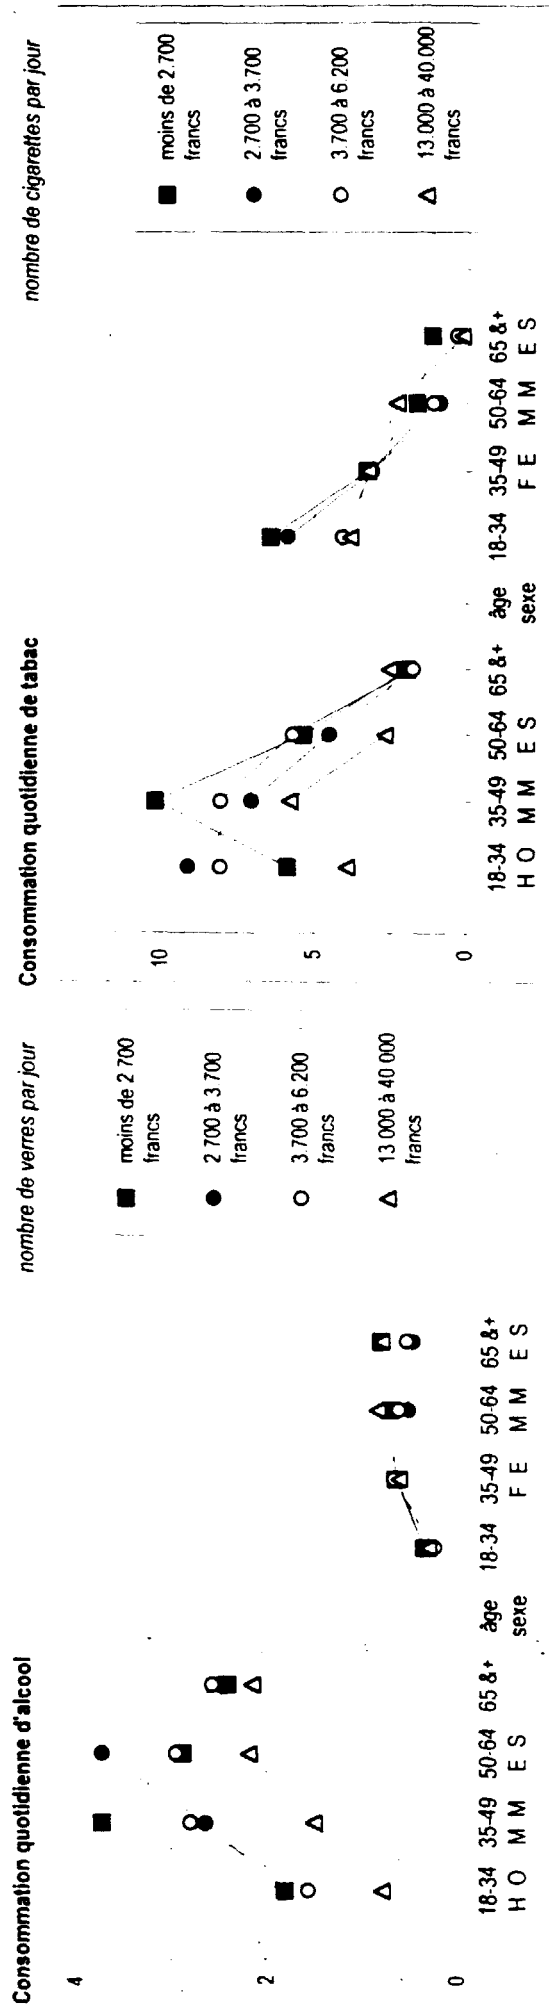 Consommation quotidienne d'alcool
nombre de verres par jour
4
2
0
moins de 2 700
francs
2 700 à 3 700
francs
3.700 à 6.200
francs
13 000 à 40 000
francs
18-34 35-49 50-64 65 &+ âge 18-34 35-49 50-64 65 &+
H O M M E S sexe F E M M E S
Consommation quotidienne de tabac
nombre de cigarettes par jour
10
5
0
moins de 2.700
francs
2.700 à 3.700
francs
3.700 à 6.200
francs
13.000 à 40.000
francs
18-34 35-49 50-64 65 &+ âge 18-34 35-49 50-64 65 &+
H O M M E S sexe F E M M E S